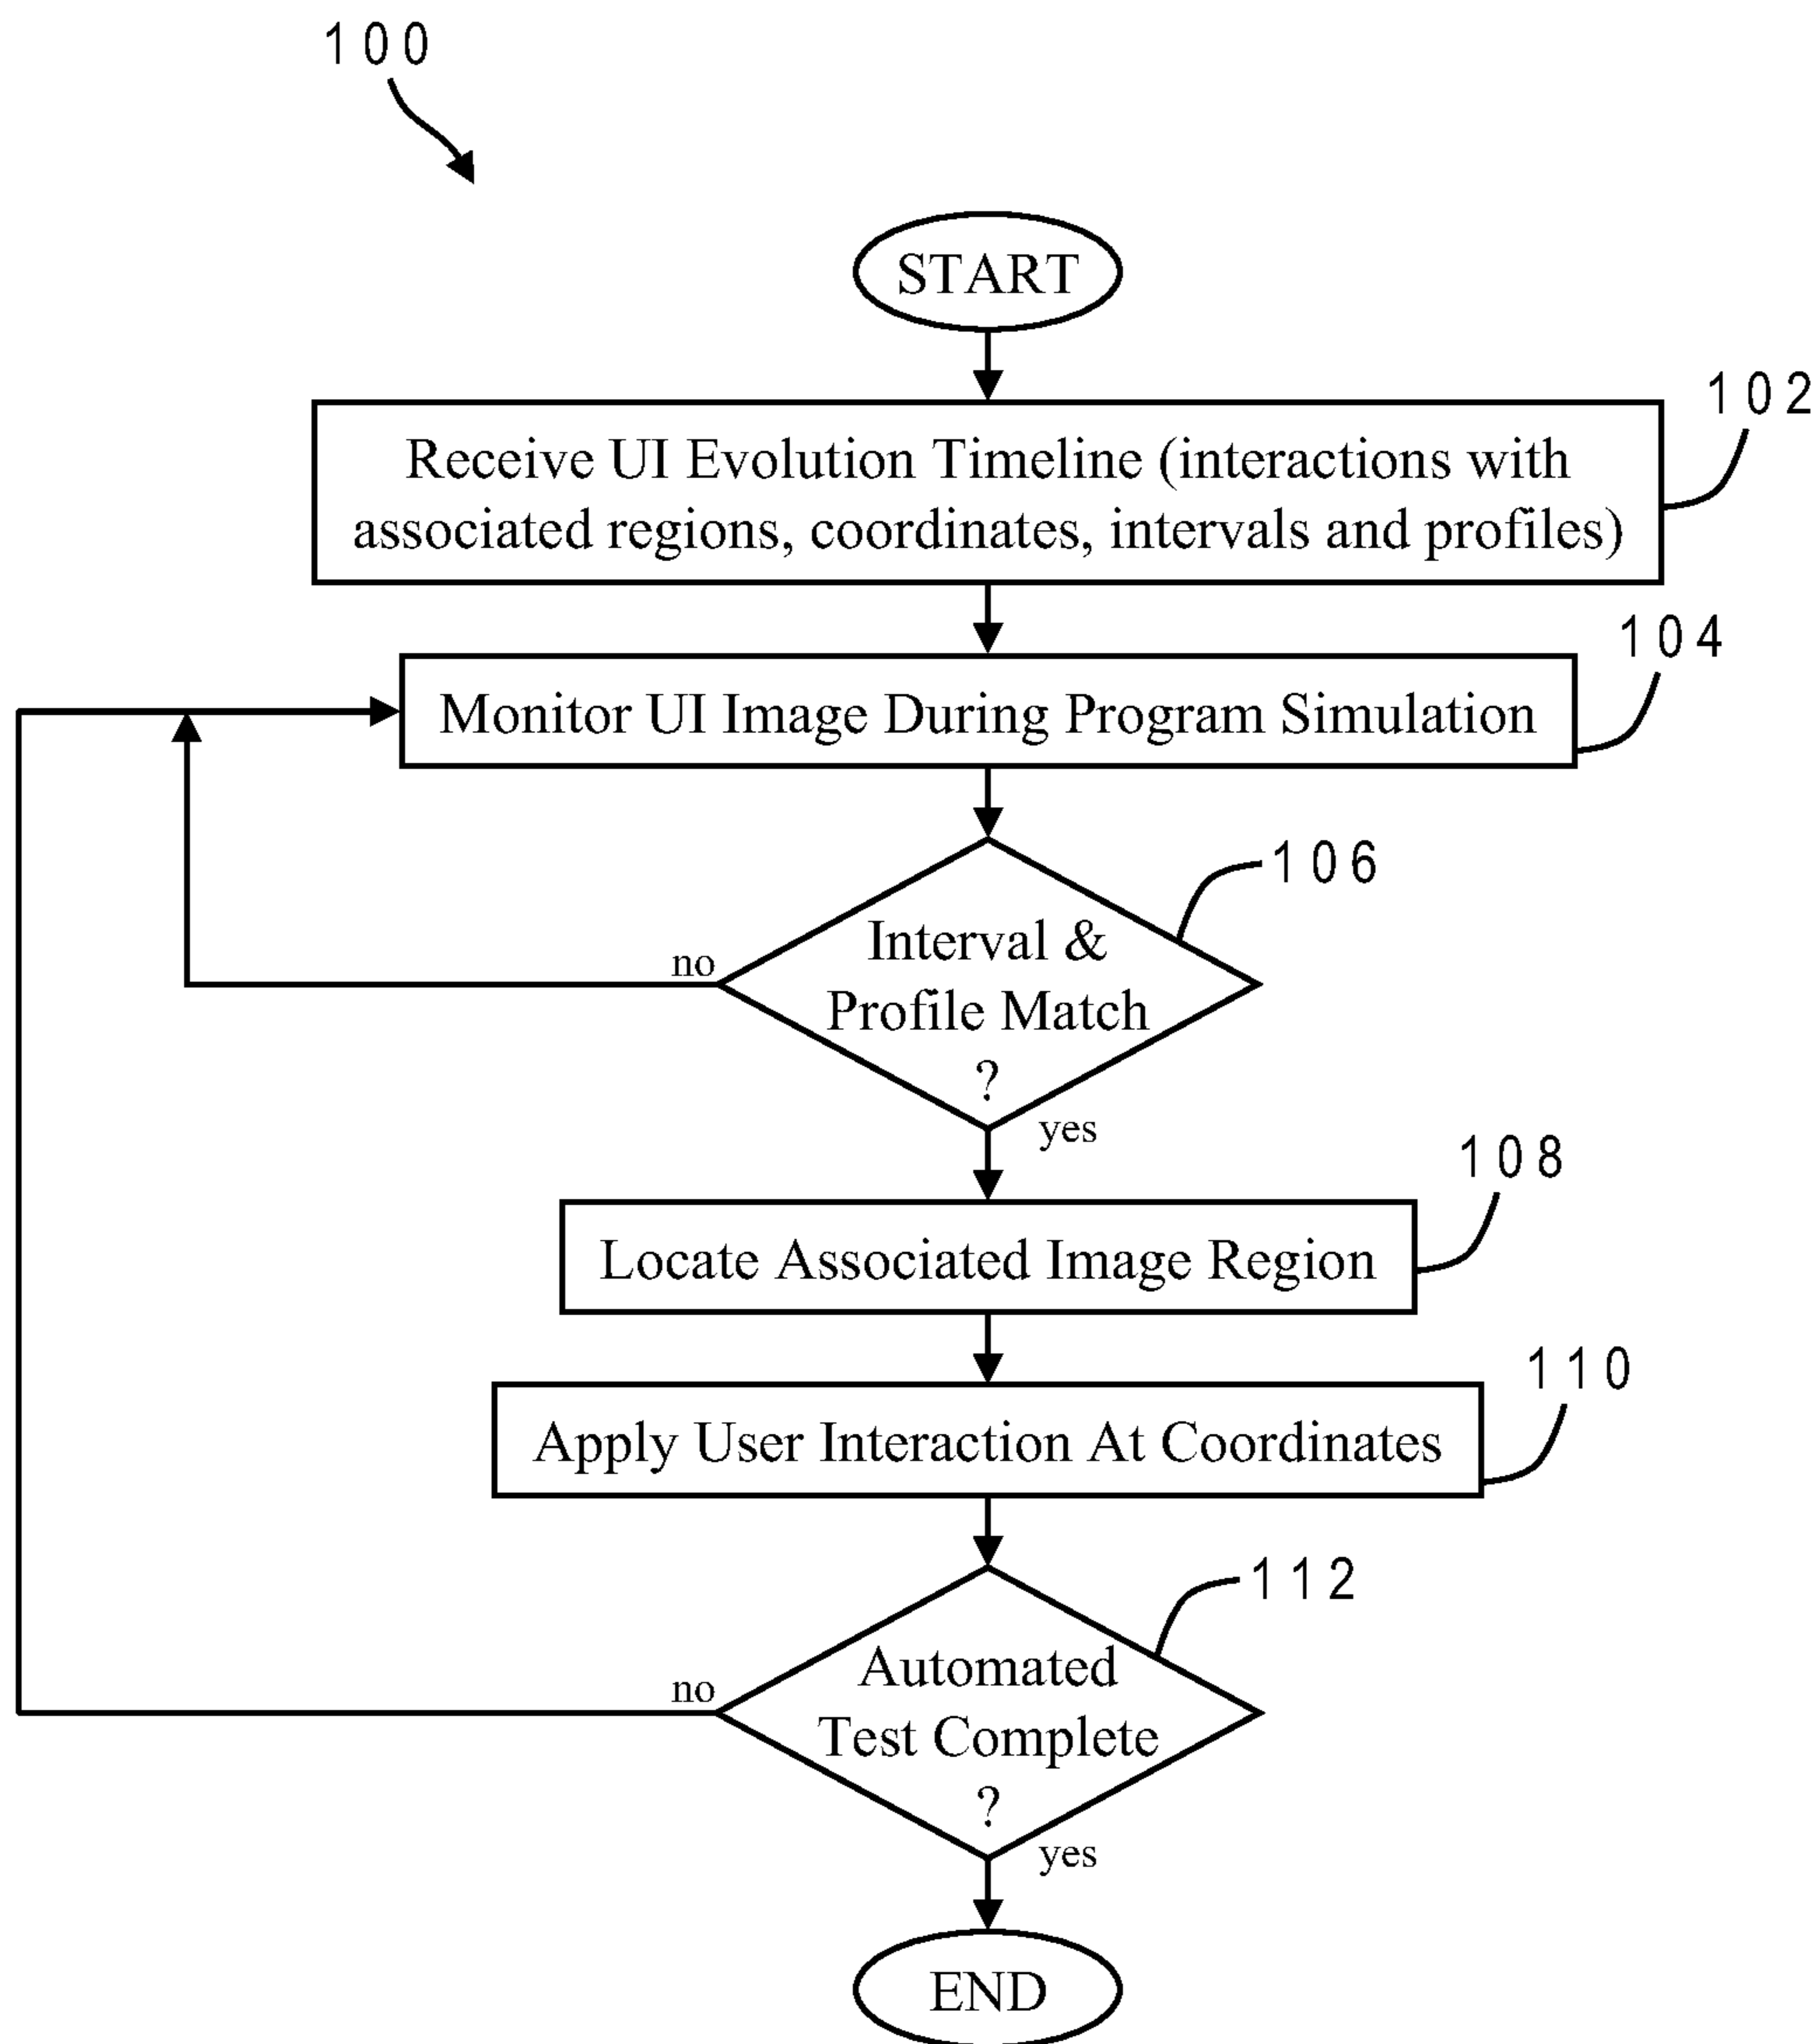 100
START
102
Receive UI Evolution Timeline (interactions with
associated regions, coordinates, intervals and profiles)
104
Monitor UI Image During Program Simulation
106
Interval &
Profile Match
?
no
yes
108
Locate Associated Image Region
110
Apply User Interaction At Coordinates
112
Automated
Test Complete
?
no
yes
END